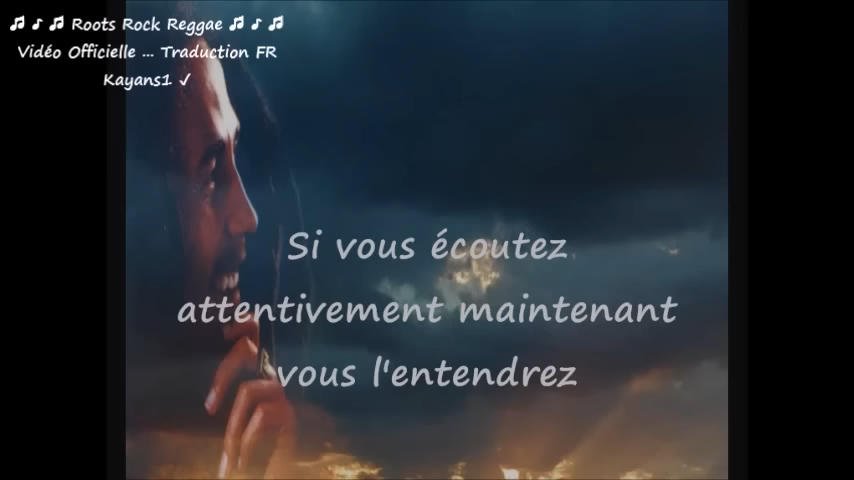 ♫ ♪ ♫ Roots Rock Reggae ♫ ♪ ♫
Vidéo Officielle ... Traduction FR
Kayans1 ✓
Si vous écoutez
attentivement maintenant
vous l'entendrez